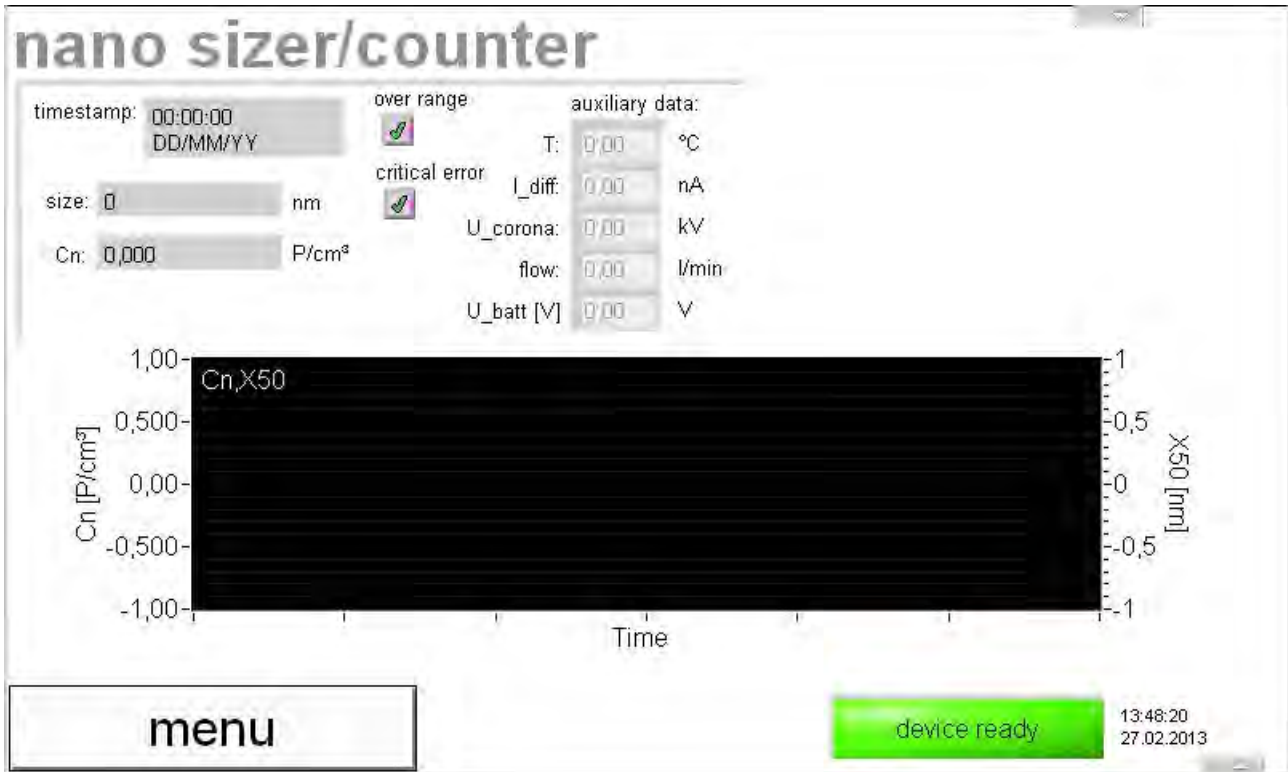 nano sizer/counter
timestamp: 00:00:00
DD/MM/YY
size: 0 nm
Cn: 0,000 P/cm³
over range
critical error
auxiliary data:
T: 0,00 °C
I_diff: 0,00 nA
U_corona: 0,00 kV
flow: 0,00 l/min
U_batt [V] 0,00 V
Cn,X50
Cn [P/cm³]
1,00
0,500
0,00
-0,500
-1,00
1
0,5
0
-0,5
-1
X50 [nm]
Time
menu
device ready
13:48:20
27.02.2013